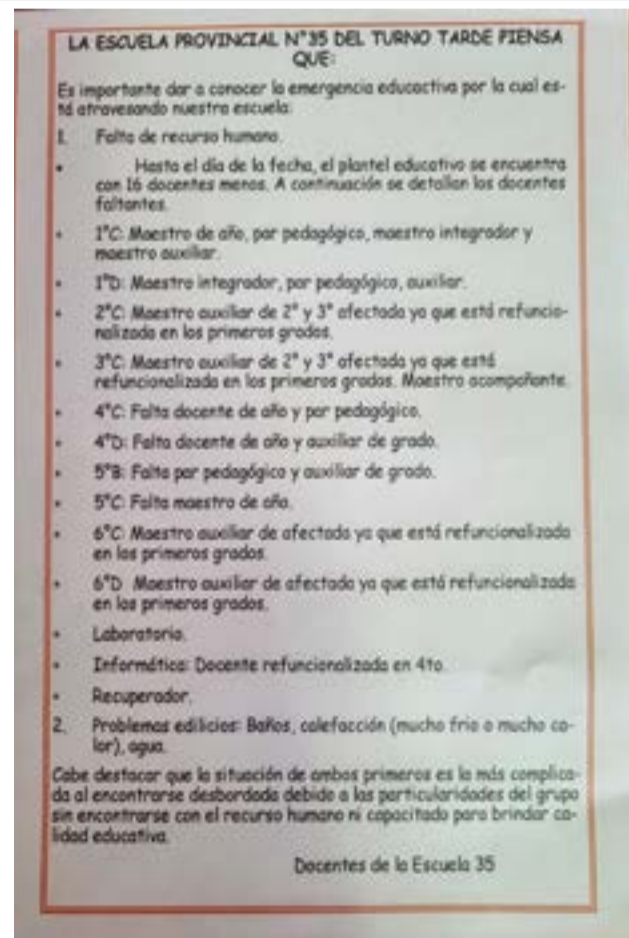 LA ESCUELA PROVINCIAL N°35 DEL TURNO TARDE PIENSA
QUE:
Es importante dar a conocer la emergencia educactiva por la cual es-
tá atravesando nuestra escuela:
1. Falta de recurso humano.
• Hasta el día de la fecha, el plantel educativo se encuentra
con 16 docentes menos. A continuación se detallan los docentes
faltantes.
• 1°C: Maestro de año, par pedagógico, maestro integrador y
maestro auxiliar.
• 1°D: Maestro integrador, par pedagógico, auxiliar.
• 2°C: Maestro auxiliar de 2° y 3° afectada ya que está refuncio-
nalizada en los primeros grados.
• 3°C: Maestro auxiliar de 2° y 3° afectada ya que está
refuncionalizada en los primeros grados. Maestro acompañante.
• 4°C: Falta docente de año y par pedagógico.
• 4°D: Falta docente de año y auxiliar de grado.
• 5°B: Falta par pedagógico y auxiliar de grado.
• 5°C: Falta maestro de año.
• 6°C: Maestro auxiliar de afectada ya que está refuncionalizada
en los primeros grados.
• 6°D Maestro auxiliar de afectada ya que está refuncionalizada
en los primeros grados.
• Laboratorio.
• Informática: Docente refuncionalizada en 4to.
• Recuperador.
2. Problemas edilicios: Baños, calefacción (mucho frio o mucho ca-
lor), agua.
Cabe destacar que la situación de ambos primeros es la más complica-
da al encontrarse desbordada debido a las particularidades del grupo
sin encontrarse con el recurso humano ni capacitado para brindar ca-
lidad educativa.
Docentes de la Escuela 35